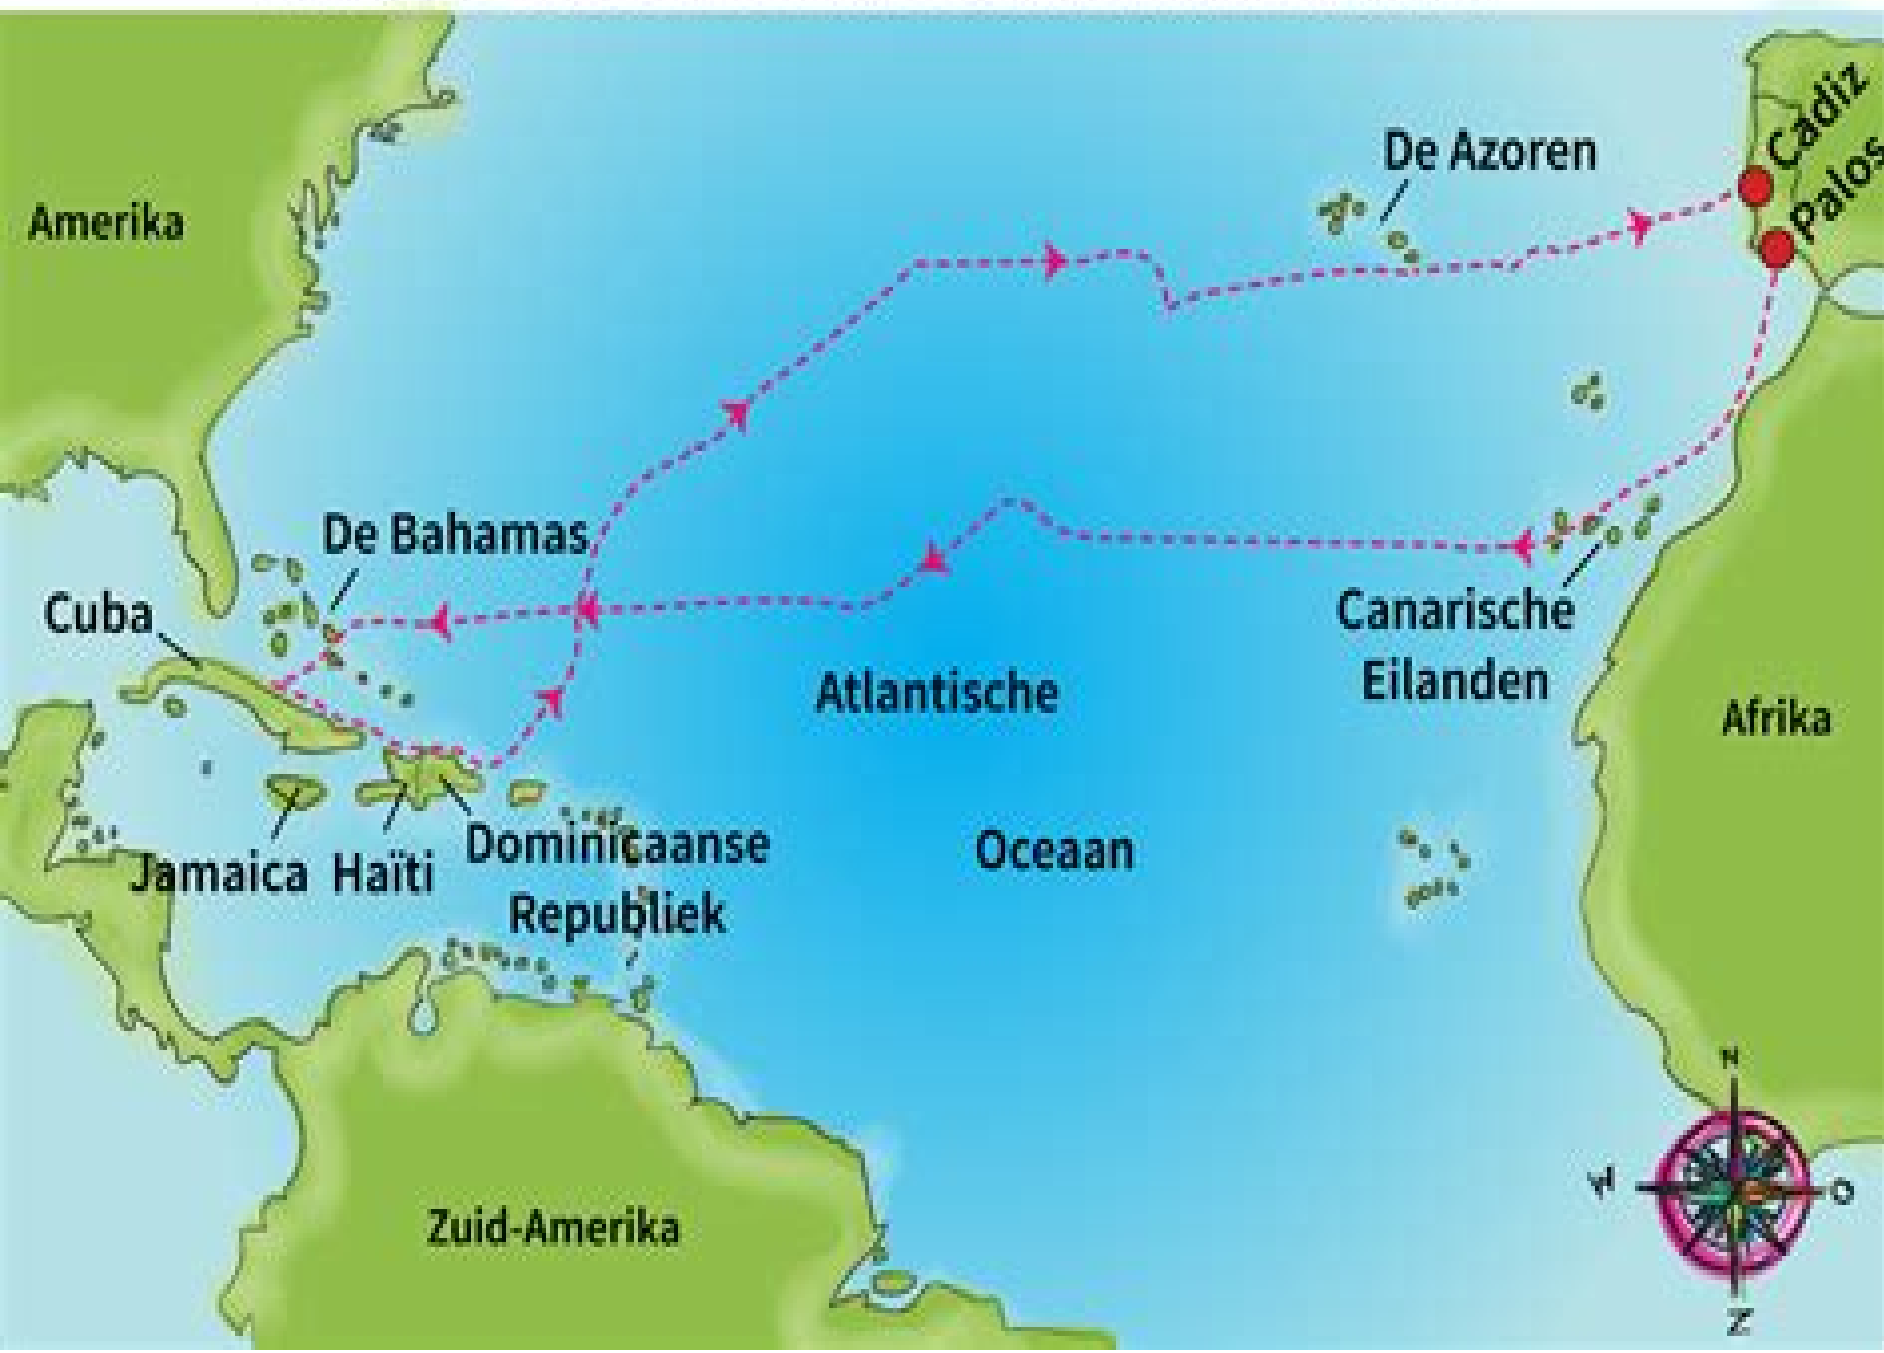 Cadiz
Palos
De Azoren
Amerika
De Bahamas
Cuba
Canarische
Eilanden
Atlantische
Afrika
Oceaan
Jamaica
Haïti
Dominicaanse
Republiek
Zuid-Amerika
N
W
O
Z